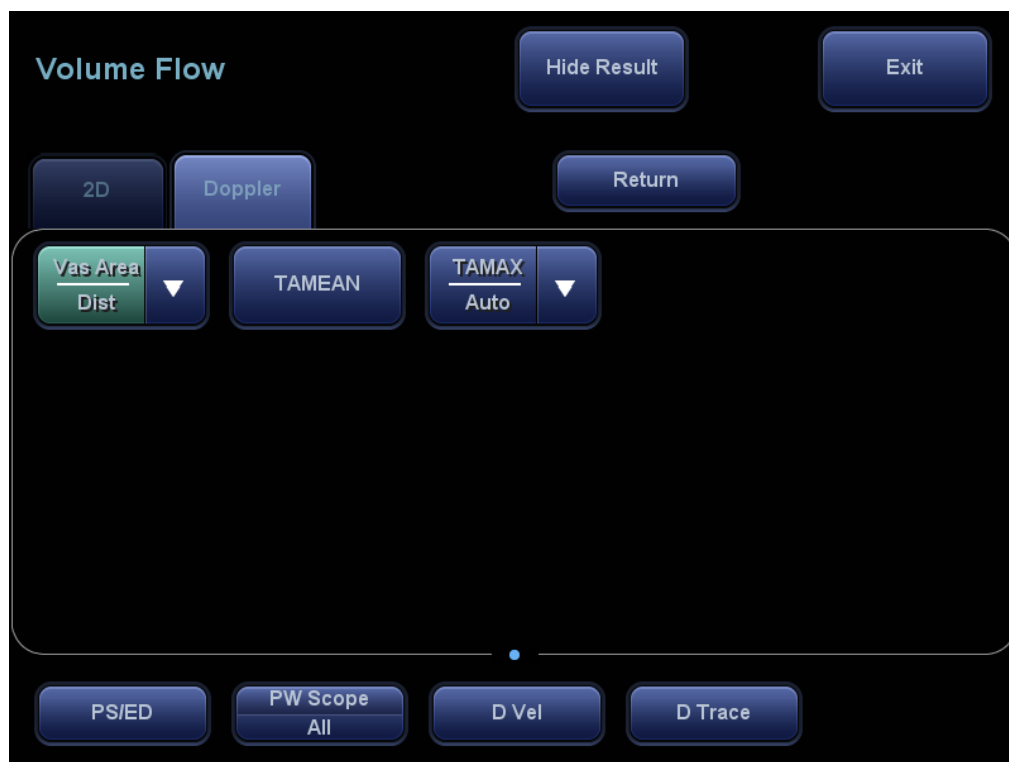 Volume Flow
Hide Result
Exit
2D
Doppler
Return
Vas Area
Dist
TAMEAN
TAMAX
Auto
PS/ED
PW Scope
All
D Vel
D Trace